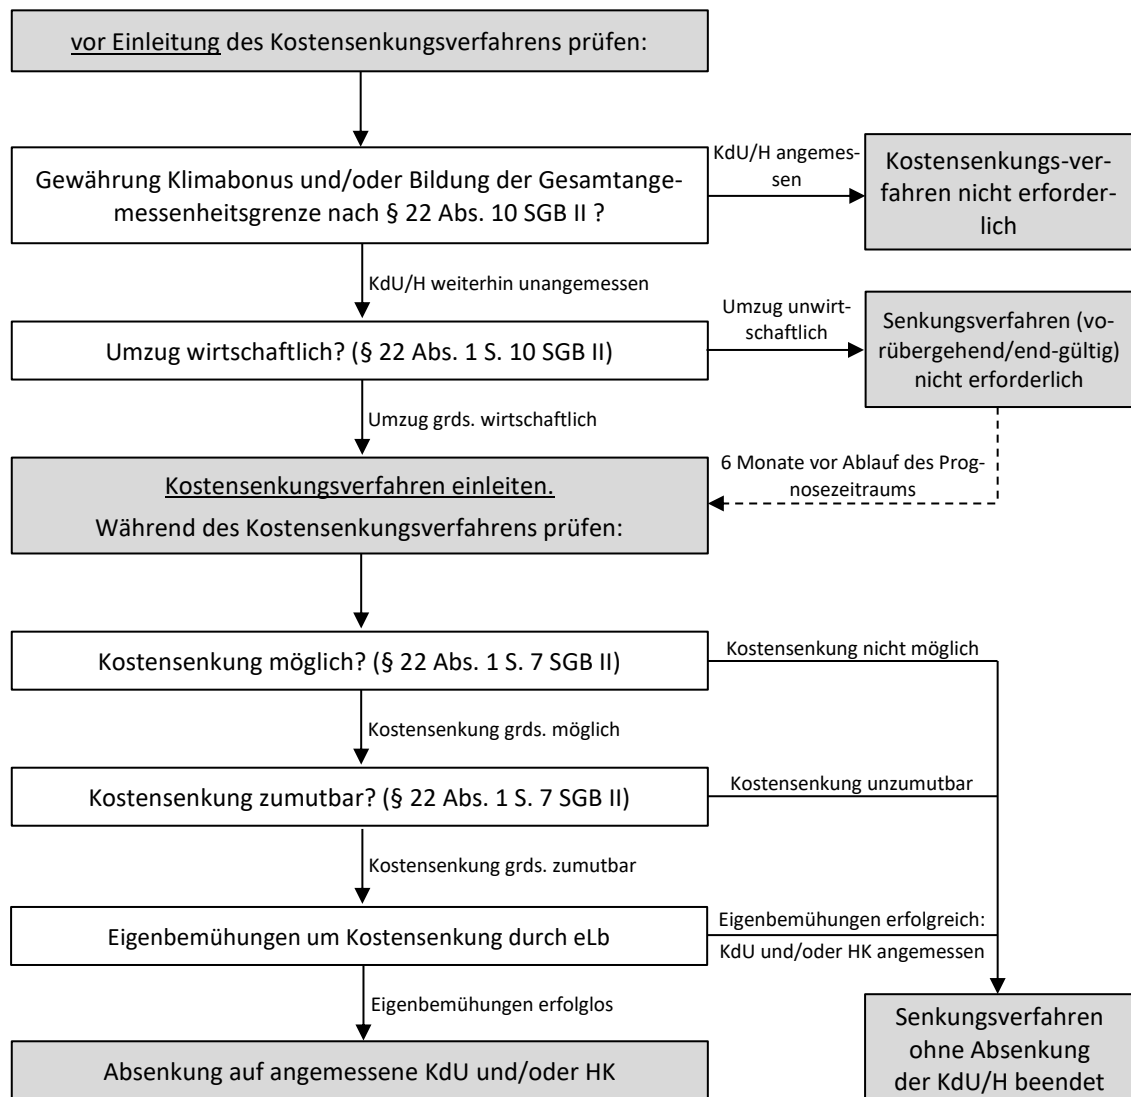 vor Einleitung des Kostensenkungsverfahrens prüfen:
Gewährung Klimabonus und/oder Bildung der Gesamtange-
messenheitsgrenze nach § 22 Abs. 10 SGB II ?
KdU/H angemes-
sen
Kostensenkungs-ver-
fahren nicht erforder-
lich
KdU/H weiterhin unangemessen
Umzug wirtschaftlich? (§ 22 Abs. 1 S. 10 SGB II)
Umzug unwirt-
schaftlich
Senkungsverfahren (vo-
rübergehend/end-gültig)
nicht erforderlich
Umzug grds. wirtschaftlich
6 Monate vor Ablauf des Prog-
nosezeitraums
Kostensenkungsverfahren einleiten.
Während des Kostensenkungsverfahrens prüfen:
Kostensenkung möglich? (§ 22 Abs. 1 S. 7 SGB II)
Kostensenkung nicht möglich
Kostensenkung grds. möglich
Kostensenkung zumutbar? (§ 22 Abs. 1 S. 7 SGB II)
Kostensenkung unzumutbar
Kostensenkung grds. zumutbar
Eigenbemühungen um Kostensenkung durch eLb
Eigenbemühungen erfolgreich:
KdU und/oder HK angemessen
Eigenbemühungen erfolglos
Absenkung auf angemessene KdU und/oder HK
Senkungsverfahren
ohne Absenkung
der KdU/H beendet